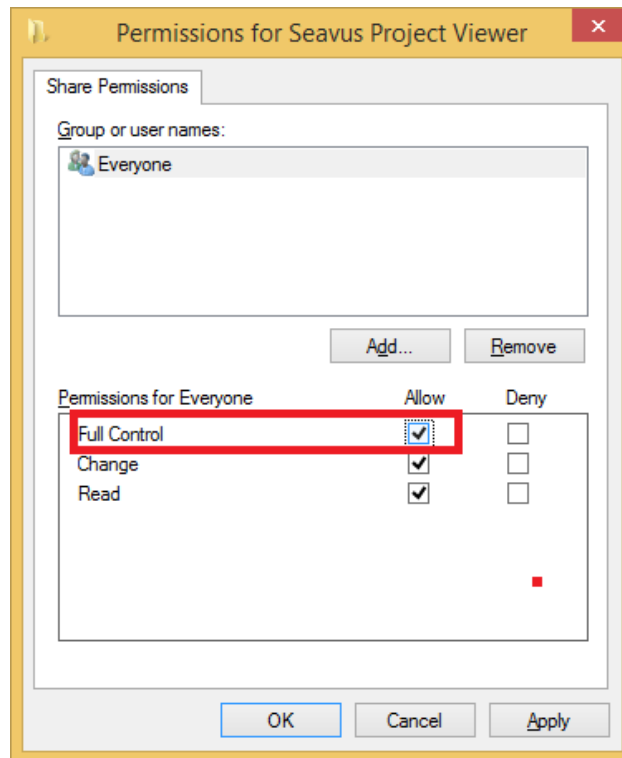 Permissions for Seavus Project Viewer
Share Permissions
Group or user names:
Everyone
Add... Remove
Permissions for Everyone Allow Deny
Full Control
Change
Read
OK Cancel Apply